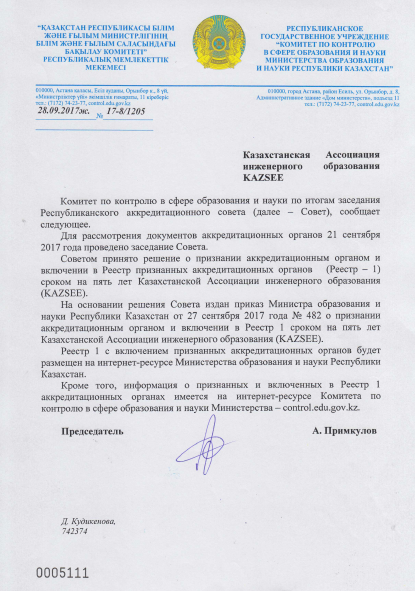 "ҚАЗАҚСТАН РЕСПУБЛИКАСЫ БІЛІМ
ЖӘНЕ ҒЫЛЫМ МИНИСТРЛІГІНІҢ
БІЛІМ ЖӘНЕ ҒЫЛЫМ САЛАСЫНДАҒЫ
БАҚЫЛАУ КОМИТЕТІ"
РЕСПУБЛИКАЛЫҚ МЕМЛЕКЕТТІК
МЕКЕМЕСІ
РЕСПУБЛИКАНСКОЕ
ГОСУДАРСТВЕННОЕ УЧРЕЖДЕНИЕ
"КОМИТЕТ ПО КОНТРОЛЮ
В СФЕРЕ ОБРАЗОВАНИЯ И НАУКИ
МИНИСТЕРСТВА ОБРАЗОВАНИЯ
И НАУКИ РЕСПУБЛИКИ КАЗАХСТАН"
010000, Астана қаласы, Есіл ауданы, Орынбор к., 8 үй,
«Министрліктер үйі» әкімшілік ғимараты, 11 кіреберіс
тел.: (7172) 74-23-77, control.edu.gov.kz
010000, город Астана, район Есиль, ул. Орынбор, д. 8,
Административное здание «Дом министерств», подъезд 11
тел.: (7172) 74-23-77, control.edu.gov.kz
28.09.2017ж. № 17-8/1205
Казахстанская Ассоциация
инженерного образования
KAZSEE
Комитет по контролю в сфере образования и науки по итогам заседания
Республиканского аккредитационного совета (далее – Совет), сообщает
следующее.
Для рассмотрения документов аккредитационных органов 21 сентября
2017 года проведено заседание Совета.
Советом принято решение о признании аккредитационным органом и
включении в Реестр признанных аккредитационных органов (Реестр – 1)
сроком на пять лет Казахстанской Ассоциации инженерного образования
(KAZSEE).
На основании решения Совета издан приказ Министра образования и
науки Республики Казахстан от 27 сентября 2017 года № 482 о признании
аккредитационным органом и включении в Реестр 1 сроком на пять лет
Казахстанской Ассоциации инженерного образования (KAZSEE).
Реестр 1 с включением признанных аккредитационных органов будет
размещен на интернет-ресурсе Министерства образования и науки Республики
Казахстан.
Кроме того, информация о признанных и включенных в Реестр 1
аккредитационных органах имеется на интернет-ресурсе Комитета по
контролю в сфере образования и науки Министерства – control.edu.gov.kz.
Председатель А. Примкулов
Д. Кудикенова,
742374
0005111